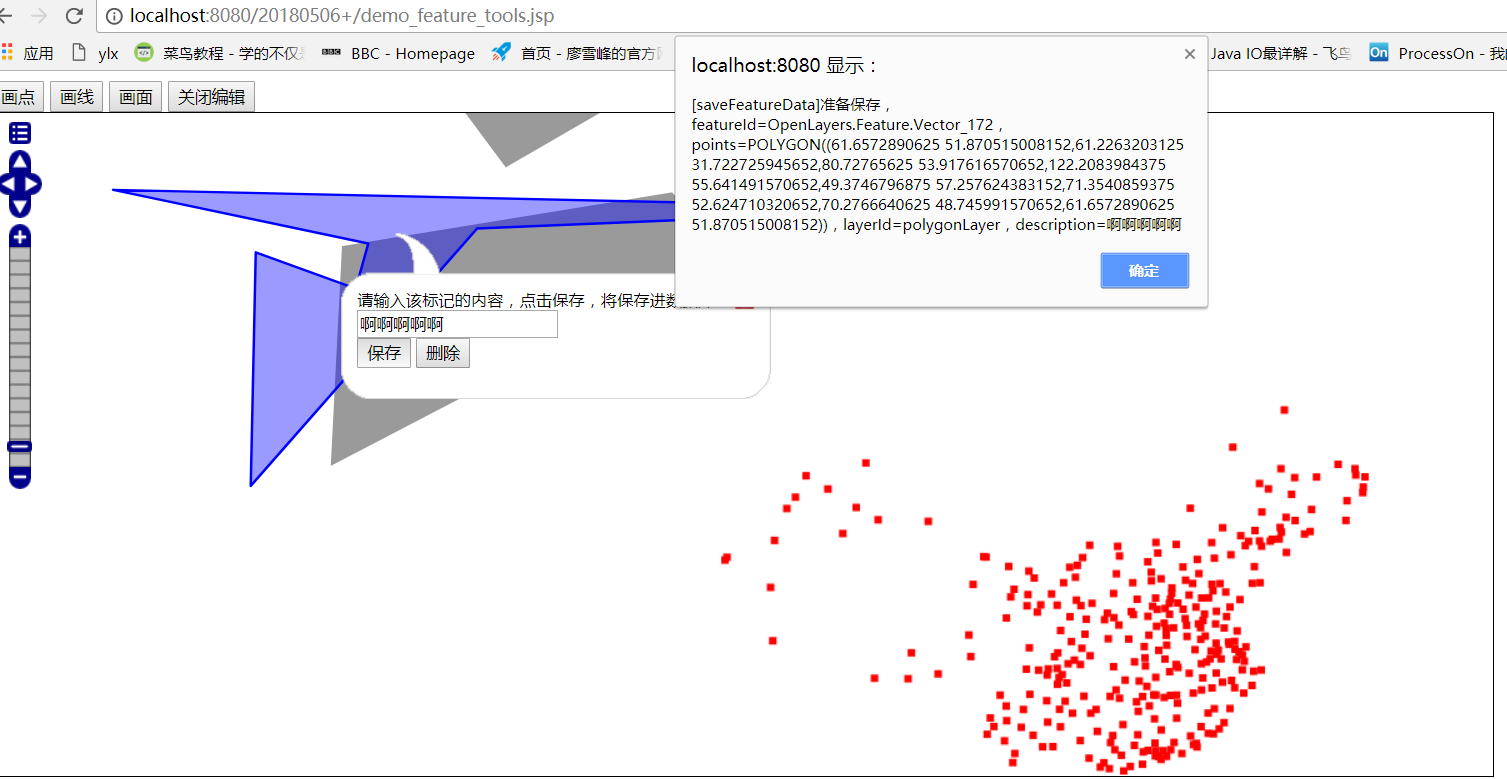 localhost:8080/20180506+/demo_feature_tools.jsp
应用 ylx 菜鸟教程 - 学的不仅 BBC BBC - Homepage 首页 - 廖雪峰的官方 Java IO最详解 - 飞鸟 On ProcessOn - 我
画点 画线 画面 关闭编辑
localhost:8080 显示：
[saveFeatureData]准备保存，
featureId=OpenLayers.Feature.Vector_172，
points=POLYGON((61.6572890625 51.870515008152,61.2263203125
31.722725945652,80.72765625 53.917616570652,122.2083984375
55.641491570652,49.3746796875 57.257624383152,71.3540859375
52.624710320652,70.2766640625 48.745991570652,61.6572890625
51.870515008152))，layerId=polygonLayer，description=啊啊啊啊啊
确定
请输入该标记的内容，点击保存，将保存进数
啊啊啊啊啊
保存 删除